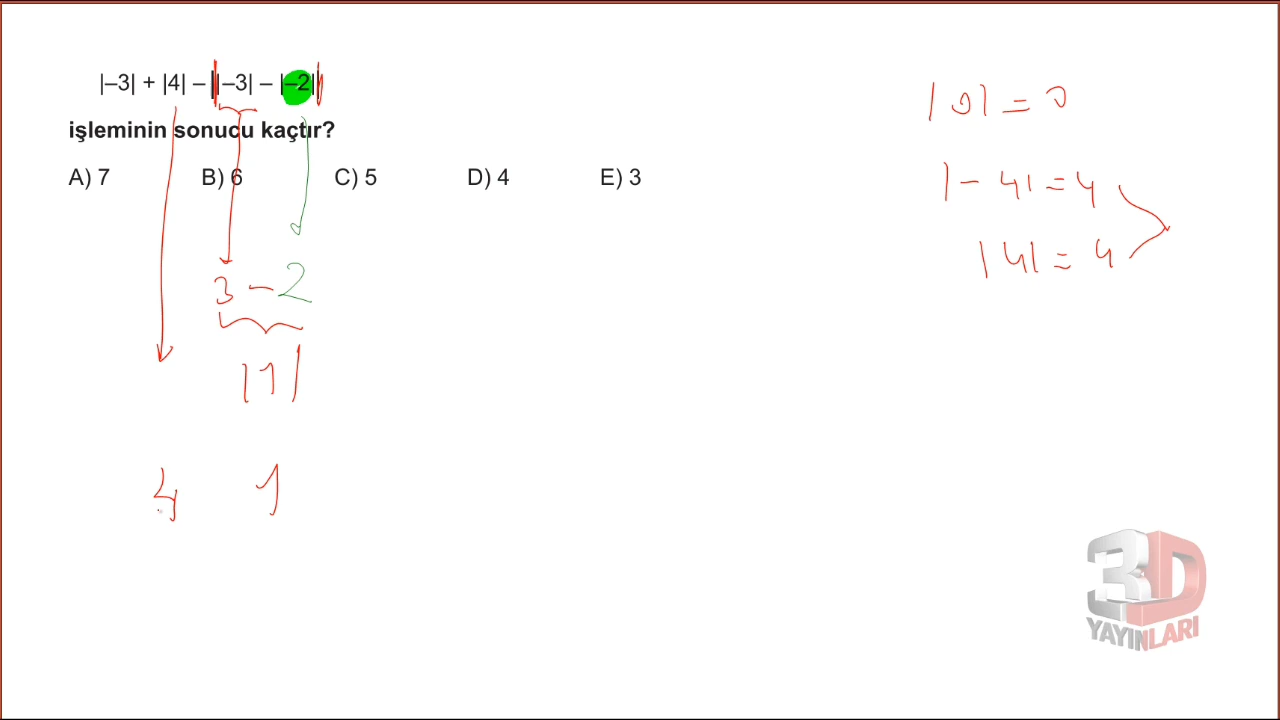 |–3| + |4| – ||–3| – |–2||
işleminin sonucu kaçtır?
A) 7 B) 6 C) 5 D) 4 E) 3
|0| = 0
|– 4| = 4
|4| = 4
3 – 2
|1|
4 1
3D
YAYINLARI